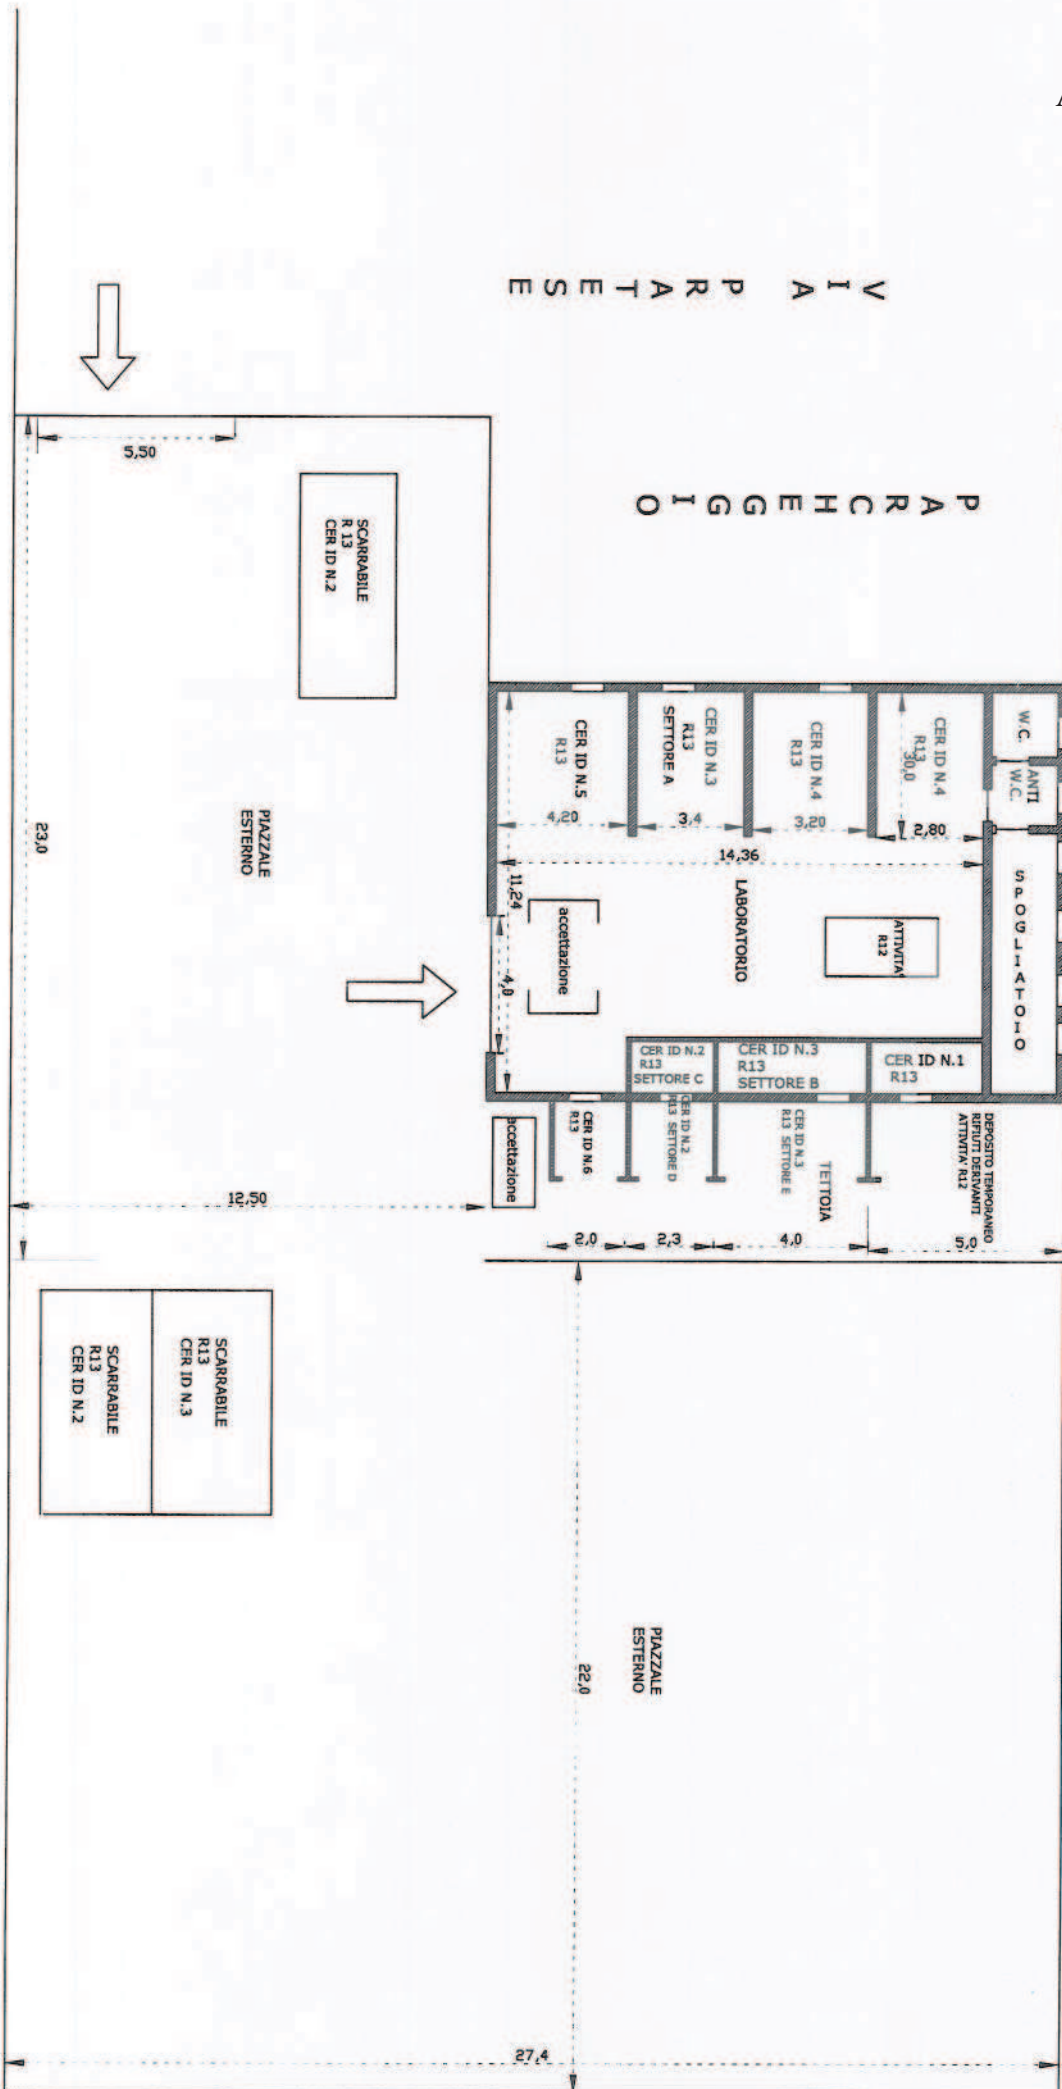 A
VIA PRATESE
PARCHEGGIO
5,50
SCARRABILE
R 13
CER ID N.2
PIAZZALE
ESTERNO
23,0
12,50
CER ID N.5
R13
4,20
CER ID N.3
R13
SETTORE A
3,4
CER ID N.4
R13
3,20
CER ID N.4
R13
30,0
2,80
W.C.
ANTI
W.C.
SPOGLIATOIO
14,36
11,24
LABORATORIO
ATTIVITA'
R12
accettazione
4,0
CER ID N.2
R13
SETTORE C
CER ID N.3
R13
SETTORE B
CER ID N.1
R13
accettazione
CER ID N.6
R13
CER ID N.2
R13 SETTORE D
CER ID N.3
R13 SETTORE E
TETTOIA
DEPOSITO TEMPORANEO
RIFIUTI DERIVANTI
ATTIVITA' R12
2,0
2,3
4,0
5,0
SCARRABILE
R13
CER ID N.3
SCARRABILE
R13
CER ID N.2
PIAZZALE
ESTERNO
22,0
27,4